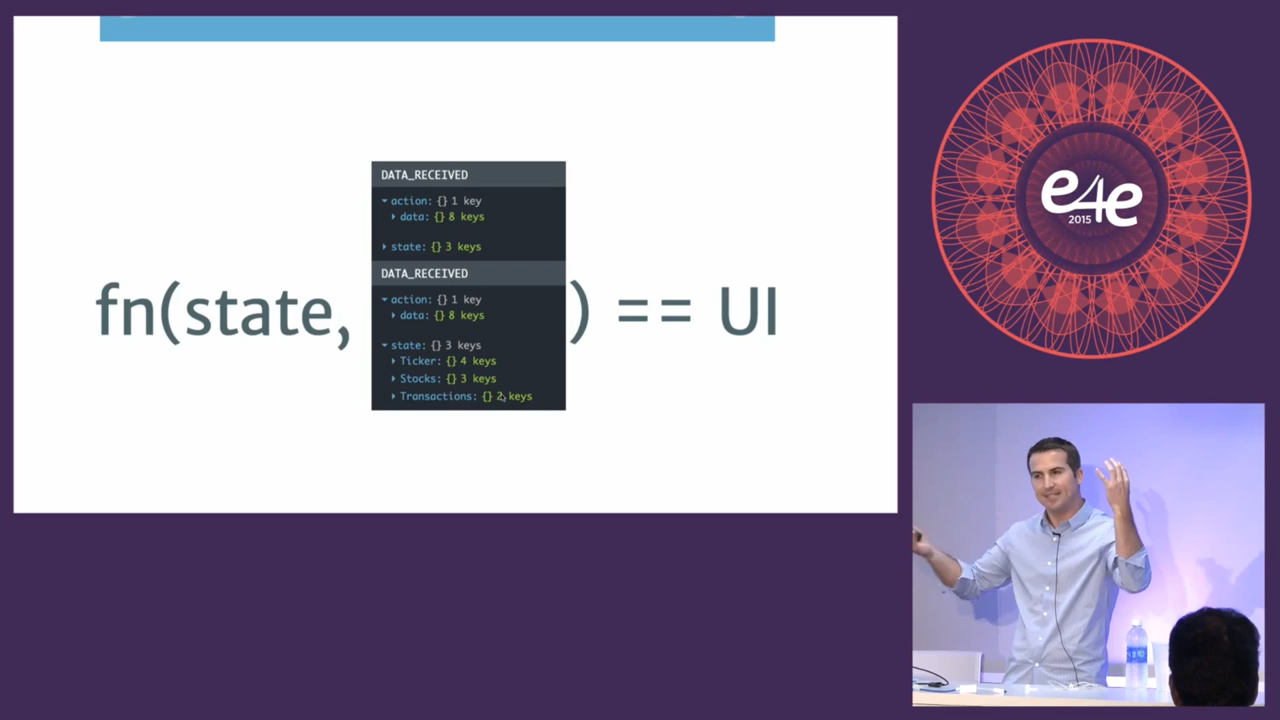 DATA_RECEIVED
action: {} 1 key
data: {} 8 keys
state: {} 3 keys
DATA_RECEIVED
action: {} 1 key
data: {} 8 keys
fn(state, ) == UI
state: {} 3 keys
Ticker: {} 4 keys
Stocks: {} 3 keys
Transactions: {} 2 keys
e4e
2015